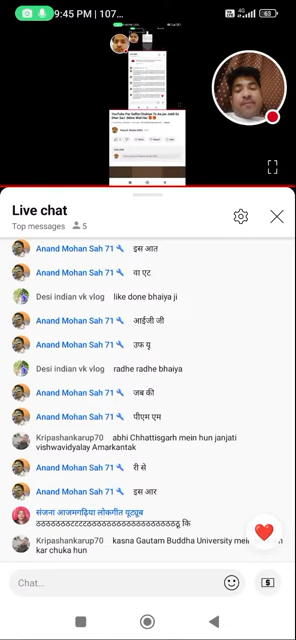 9:45 PM | 107...
4G
65
YouTube Par
Live chat
Top messages 5
Anand Mohan Sah 71 इस आत
Anand Mohan Sah 71 वा एट
Desi indian vk vlog like done bhaiya ji
Anand Mohan Sah 71 आईजी जी
Anand Mohan Sah 71 उफ यू
Desi indian vk vlog radhe radhe bhaiya
Anand Mohan Sah 71 जब की
Anand Mohan Sah 71 पीएम एम
Kripashankarup70 abhi Chhattisgarh mein hun janjati
vishwavidyalay Amarkantak
Anand Mohan Sah 71 री से
Anand Mohan Sah 71 इस आर
संजना आजमगढ़िया लोकगीत यूट्यूब
कि
Kripashankarup70 kasna Gautam Buddha University
kar chuka hun
Chat...